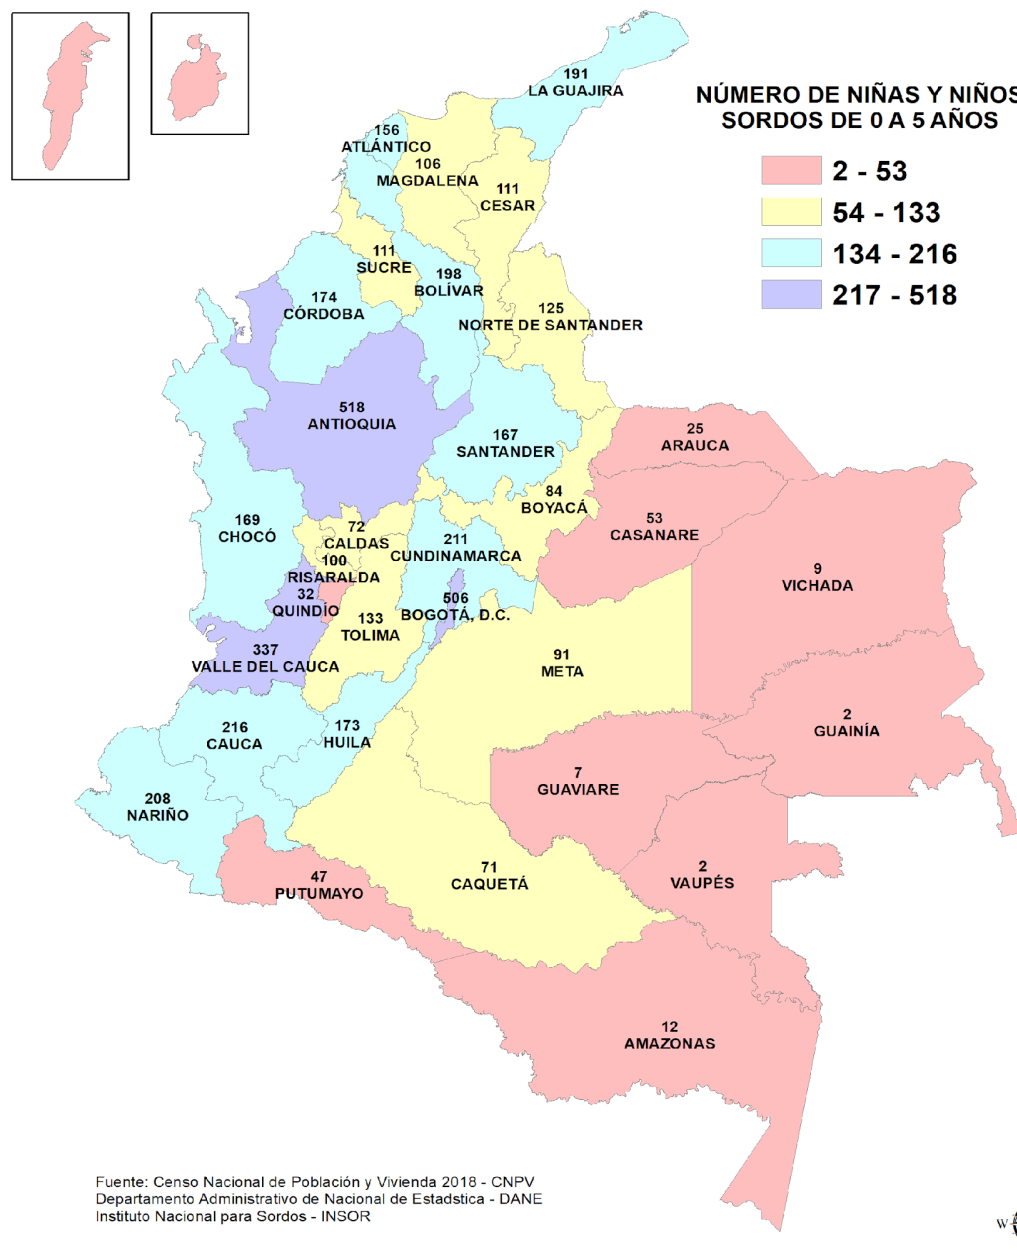 NÚMERO DE NIÑAS Y NIÑOS
SORDOS DE 0 A 5 AÑOS
2 - 53
54 - 133
134 - 216
217 - 518
191
LA GUAJIRA
156
ATLÁNTICO
106
MAGDALENA
111
CESAR
111
SUCRE
198
BOLÍVAR
174
CÓRDOBA
125
NORTE DE SANTANDER
518
ANTIOQUIA
167
SANTANDER
25
ARAUCA
84
BOYACÁ
53
CASANARE
169
CHOCÓ
72
CALDAS
211
CUNDINAMARCA
100
RISARALDA
9
VICHADA
32
QUINDÍO
506
BOGOTÁ, D.C.
133
TOLIMA
337
VALLE DEL CAUCA
91
META
2
GUAINÍA
216
CAUCA
173
HUILA
7
GUAVIARE
208
NARIÑO
71
CAQUETÁ
2
VAUPÉS
47
PUTUMAYO
12
AMAZONAS
Fuente: Censo Nacional de Población y Vivienda 2018 - CNPV
Departamento Administrativo de Nacional de Estadstica - DANE
Instituto Nacional para Sordos - INSOR
W